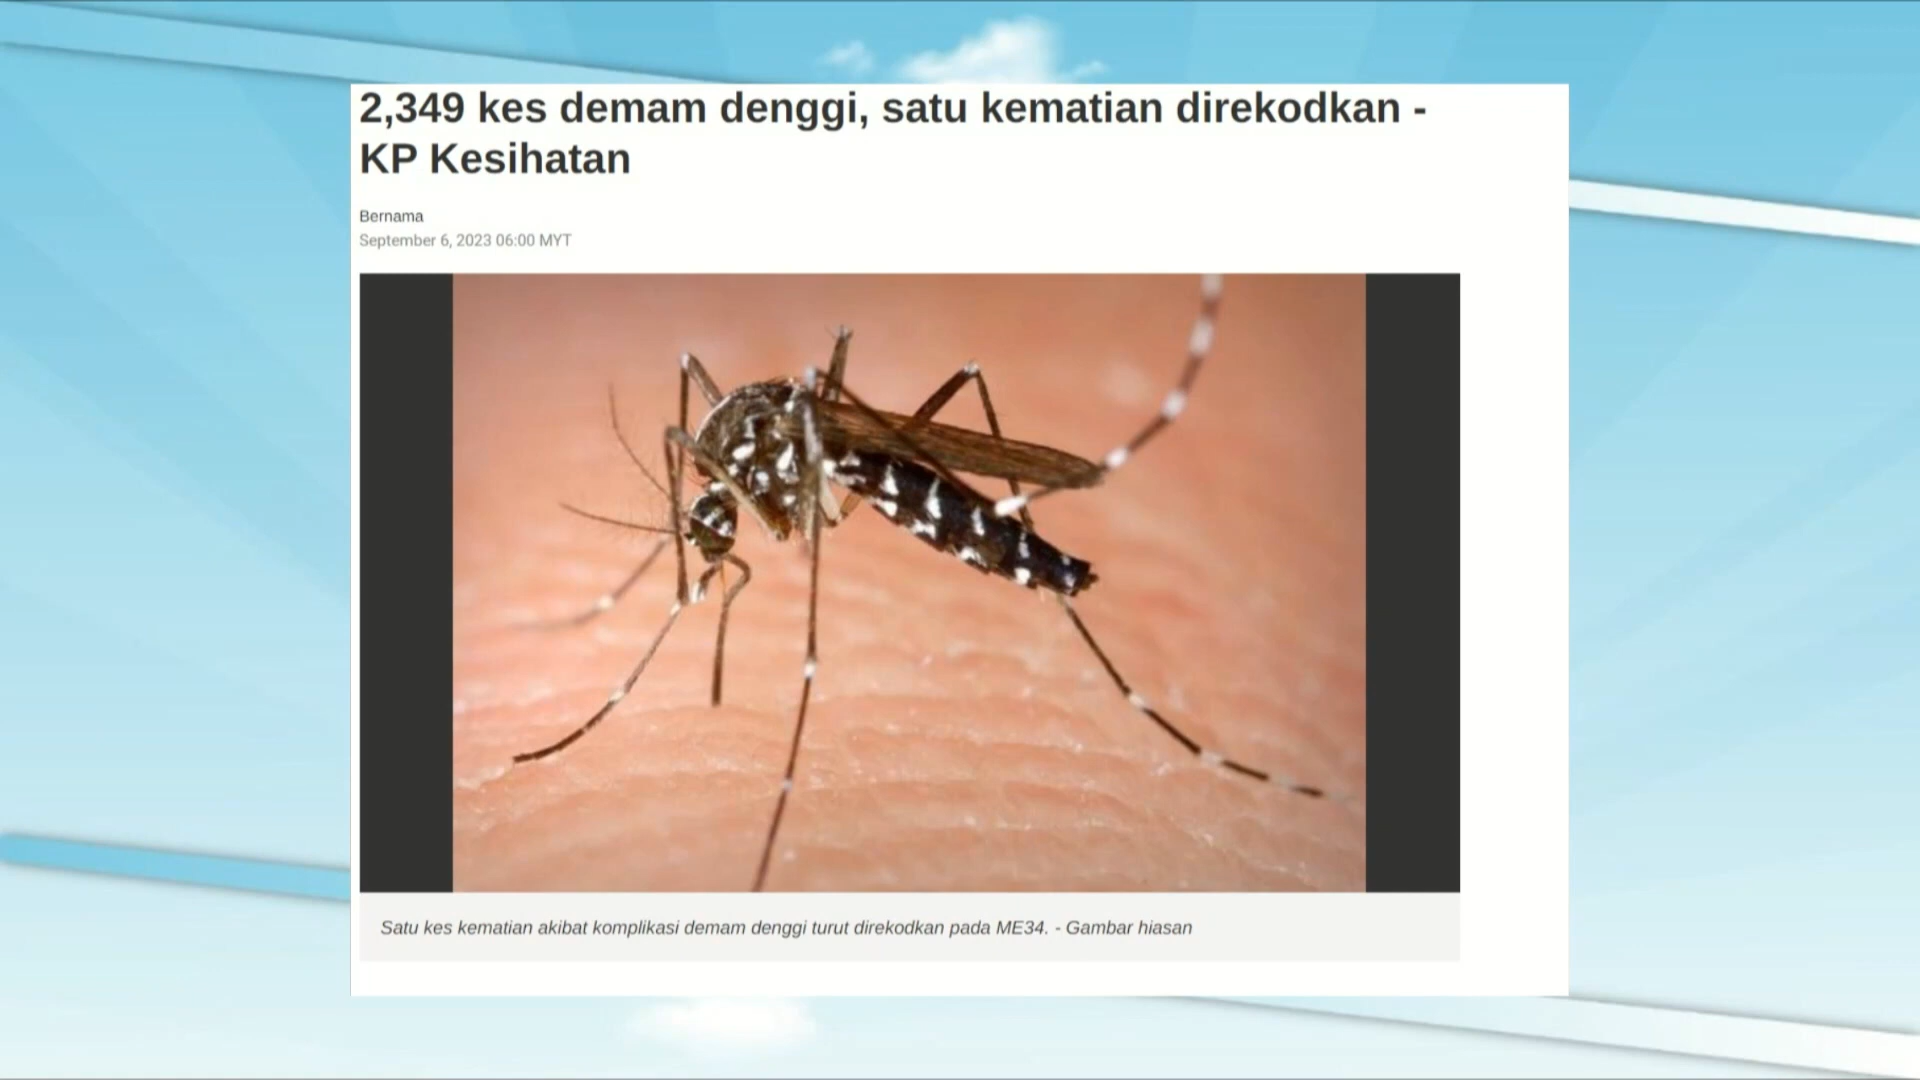 2,349 kes demam denggi, satu kematian direkodkan -
KP Kesihatan
Bernama
September 6, 2023 06:00 MYT
Satu kes kematian akibat komplikasi demam denggi turut direkodkan pada ME34. - Gambar hiasan